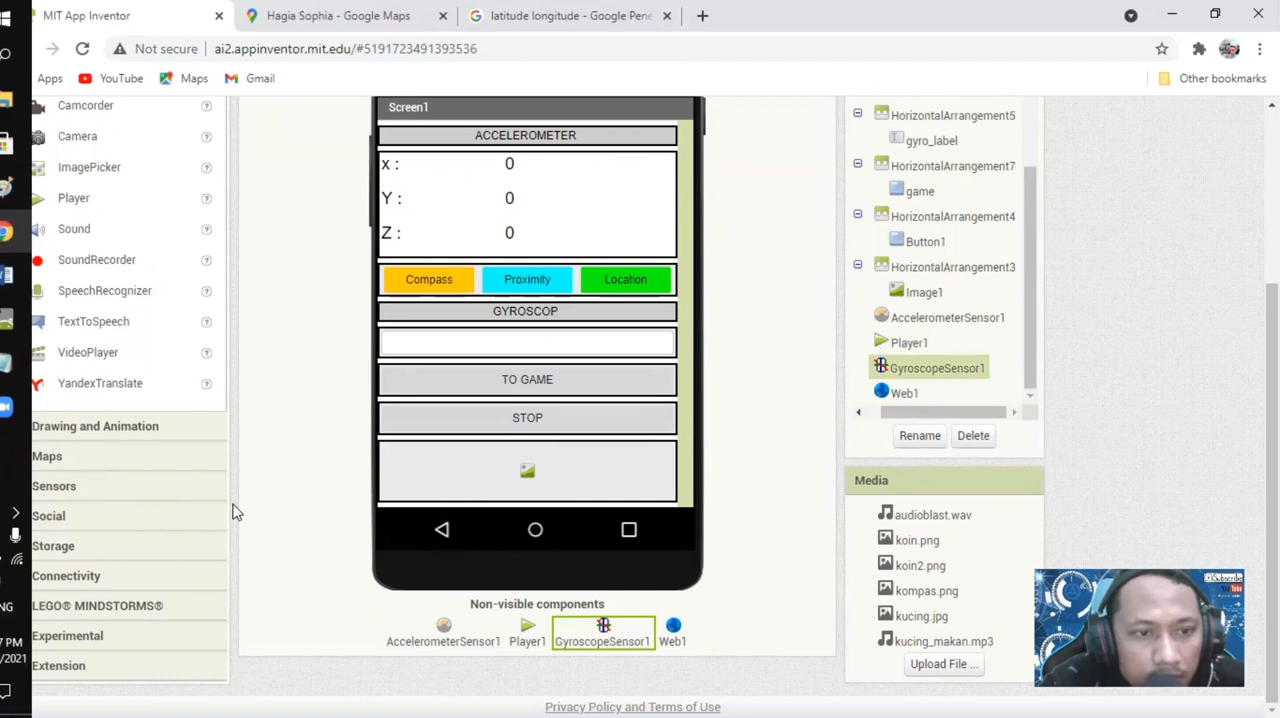 MIT App Inventor
Hagia Sophia - Google Maps
latitude longitude - Google Pene
Not secure
ai2.appinventor.mit.edu/#5191723491393536
Apps
YouTube
Maps
Gmail
Other bookmarks
Camcorder
Camera
ImagePicker
Player
Sound
SoundRecorder
SpeechRecognizer
TextToSpeech
VideoPlayer
YandexTranslate
Drawing and Animation
Maps
Sensors
Social
Storage
Connectivity
LEGO® MINDSTORMS®
Experimental
Extension
Screen1
ACCELEROMETER
x : 0
Y : 0
Z : 0
Compass
Proximity
Location
GYROSCOP
TO GAME
STOP
Non-visible components
AccelerometerSensor1
Player1
GyroscopeSensor1
Web1
HorizontalArrangement5
gyro_label
HorizontalArrangement7
game
HorizontalArrangement4
Button1
HorizontalArrangement3
Image1
AccelerometerSensor1
Player1
GyroscopeSensor1
Web1
Rename
Delete
Media
audioblast.wav
koin.png
koin2.png
kompas.png
kucing.jpg
kucing_makan.mp3
Upload File ...
Privacy Policy and Terms of Use
NG
7 PM
/2021
Subscribe